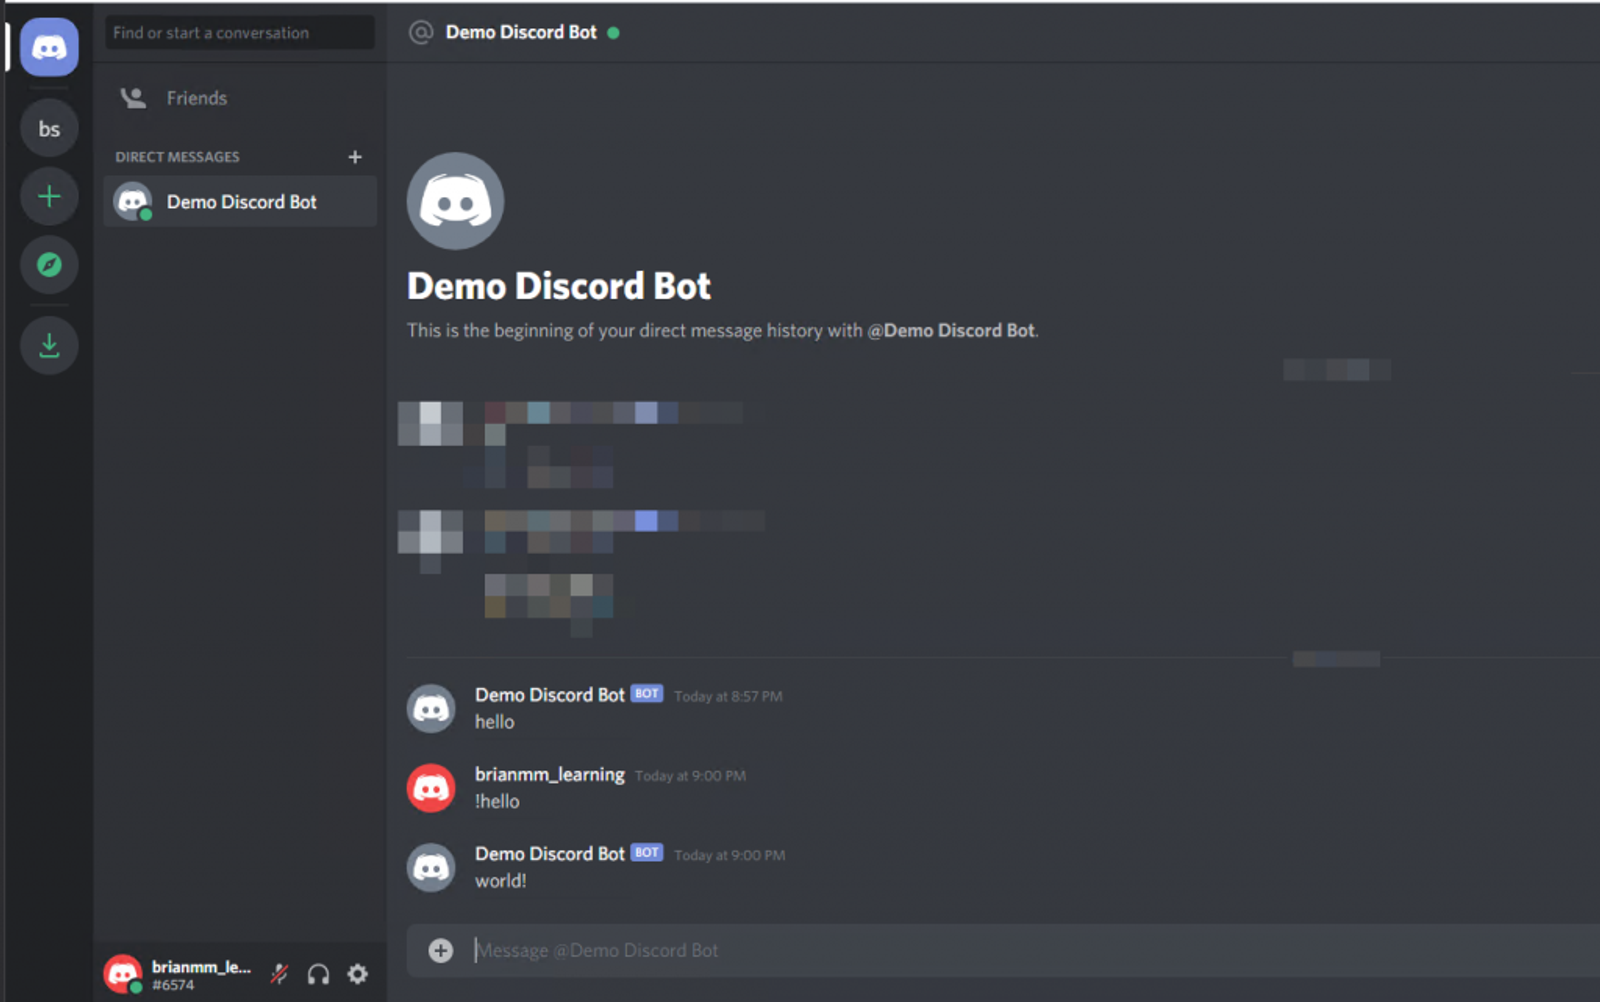 Find or start a conversation
@ Demo Discord Bot
bs
Friends
DIRECT MESSAGES
Demo Discord Bot
Demo Discord Bot
This is the beginning of your direct message history with @Demo Discord Bot.
Demo Discord Bot BOT Today at 8:57 PM
hello
brianmm_learning Today at 9:00 PM
!hello
Demo Discord Bot BOT Today at 9:00 PM
world!
Message @Demo Discord Bot
brianmm_le...
#6574